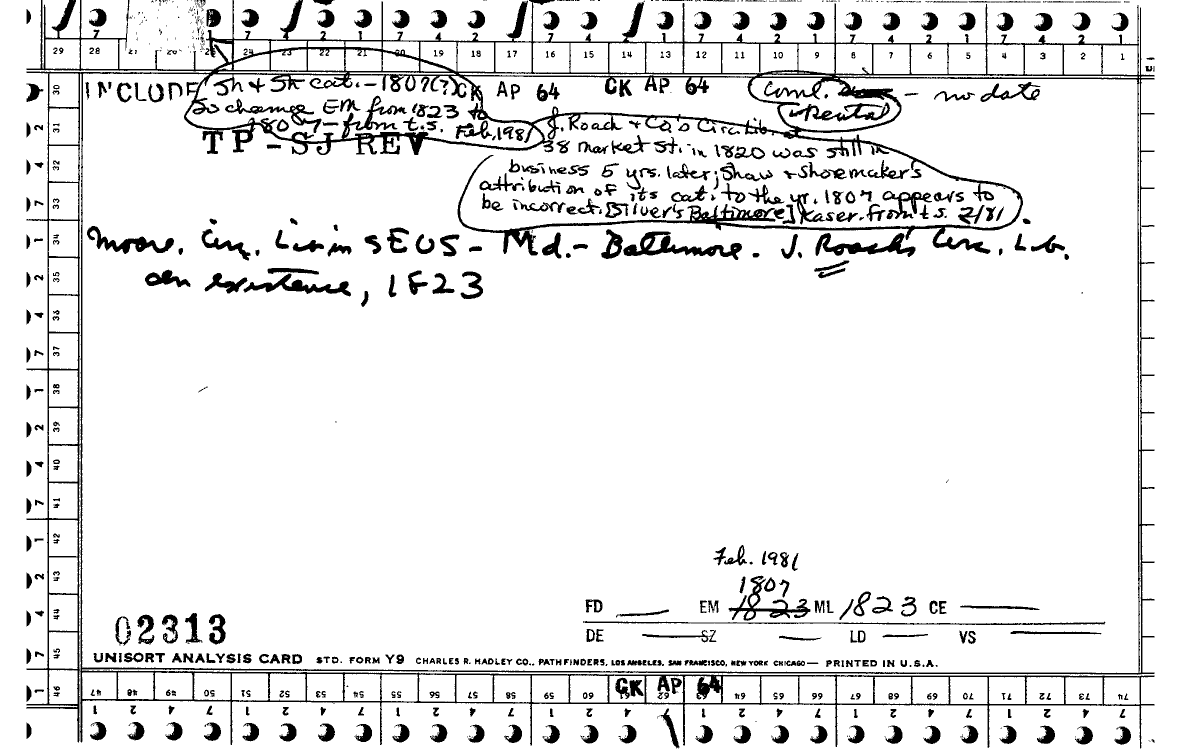 7 4 2 1 7 4 2 1 7 4 2 1 7 4 2 1 7 4 2 1 7 4 2 1
29 28 27 26 25 24 23 22 21 20 19 18 17 16 15 14 13 12 11 10 9 8 7 6 5 4 3 2 1
INCLUDE Sh & Sh cat. - 1807(?) CK AP 64 CK AP 64 Coml. - no date
So change EM from 1823 to Rental
1807 - from t.s. Feb. 1981
TP-SJ REV
J. Roach & Co's Circ. Lib. at
38 Market St. in 1820 was still in
business 5 yrs. later; Shaw & Shoemaker's
attribution of its cat. to the yr. 1807 appears to
be incorrect. [Silver's Baltimore] Kaser. from t.s. 2/81.
Moore. Circ. Lib in SEUS - Md. - Baltimore. J. Roach's Circ. Lib.
in existence, 1823
30
31
32
33
34
35
36
37
38
39
40
41
42
43
44
45
46
Feb. 1981
1807
FD EM 1823 ML 1823 CE
DE SZ LD VS
02313
UNISORT ANALYSIS CARD STD. FORM Y9 CHARLES R. HADLEY CO., PATHFINDERS, LOS ANGELES, SAN FRANCISCO, NEW YORK CHICAGO — PRINTED IN U.S.A.
CK AP 64
47 48 49 50 51 52 53 54 55 56 57 58 59 60 61 62 63 64 65 66 67 68 69 70 71 72 73 74
1 2 4 7 1 2 4 7 1 2 4 7 1 2 4 7 1 2 4 7 1 2 4 7 1 2 4 7